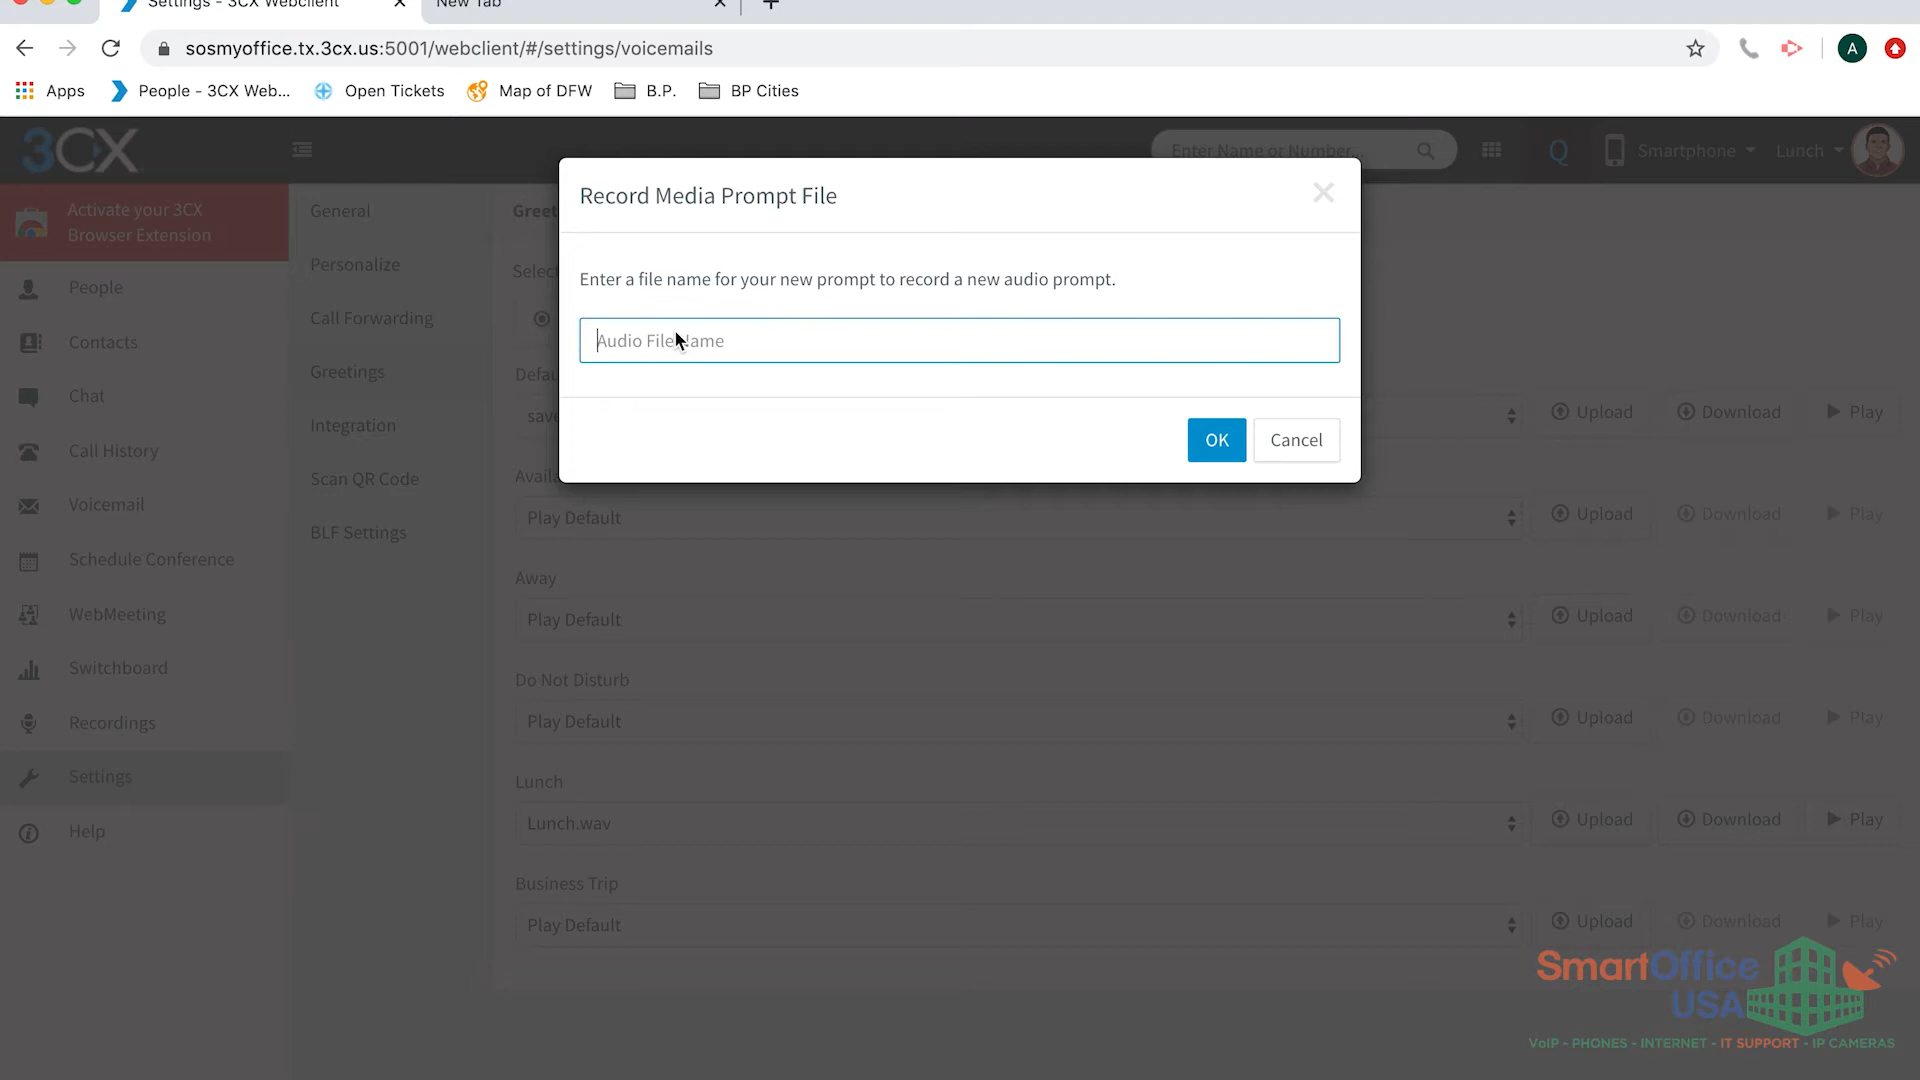 Settings - 3CX Webclient
New Tab
sosmyoffice.tx.3cx.us:5001/webclient/#/settings/voicemails
A
Apps
People - 3CX Web...
Open Tickets
Map of DFW
B.P.
BP Cities
3CX
Enter Name or Number...
Smartphone
Lunch
Activate your 3CX
Browser Extension
People
Contacts
Chat
Call History
Voicemail
Schedule Conference
WebMeeting
Switchboard
Recordings
Settings
Help
General
Personalize
Call Forwarding
Greetings
Integration
Scan QR Code
BLF Settings
Record Media Prompt File
Enter a file name for your new prompt to record a new audio prompt.
Audio File Name
OK
Cancel
Upload
Download
Play
Play Default
Upload
Download
Play
Away
Play Default
Upload
Download
Play
Do Not Disturb
Play Default
Upload
Download
Play
Lunch
Lunch.wav
Upload
Download
Play
Business Trip
Play Default
Upload
Download
Play
SmartOffice
USA
VoIP - PHONES - INTERNET - IT SUPPORT - IP CAMERAS